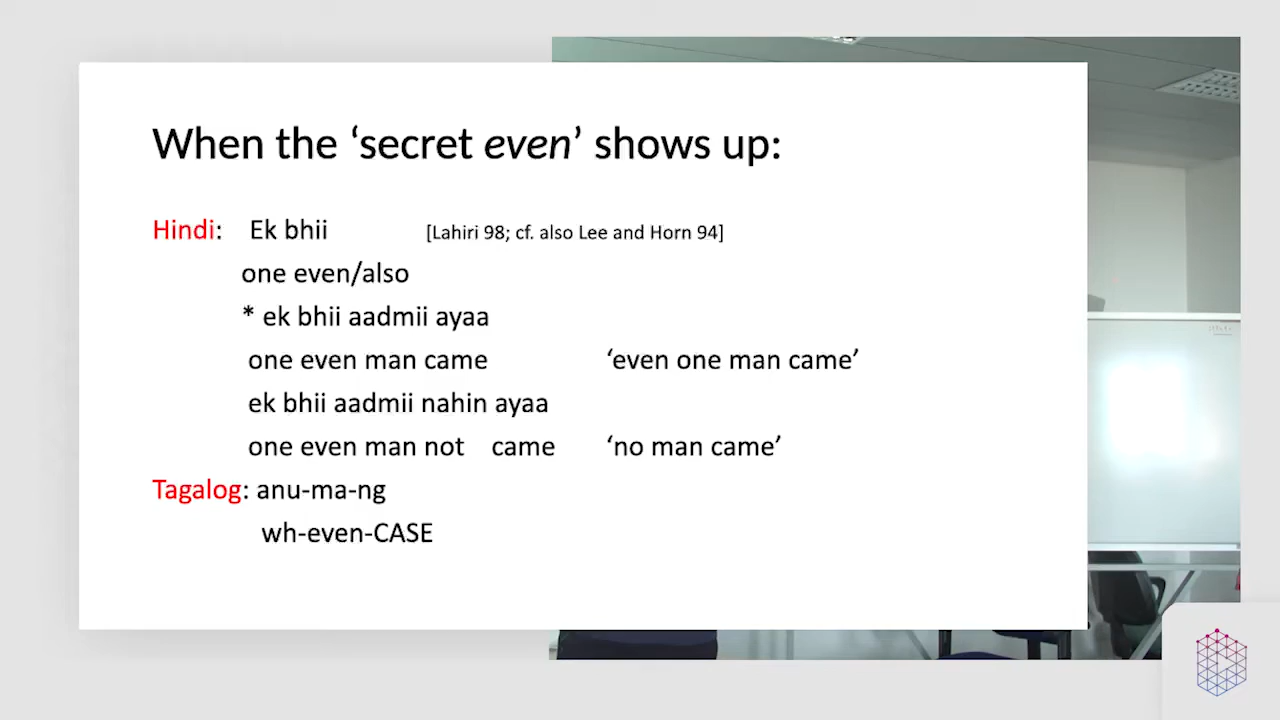 When the ‘secret even’ shows up:
Hindi: Ek bhii [Lahiri 98; cf. also Lee and Horn 94]
one even/also
* ek bhii aadmii ayaa
one even man came ‘even one man came’
ek bhii aadmii nahin ayaa
one even man not came ‘no man came’
Tagalog: anu-ma-ng
wh-even-CASE